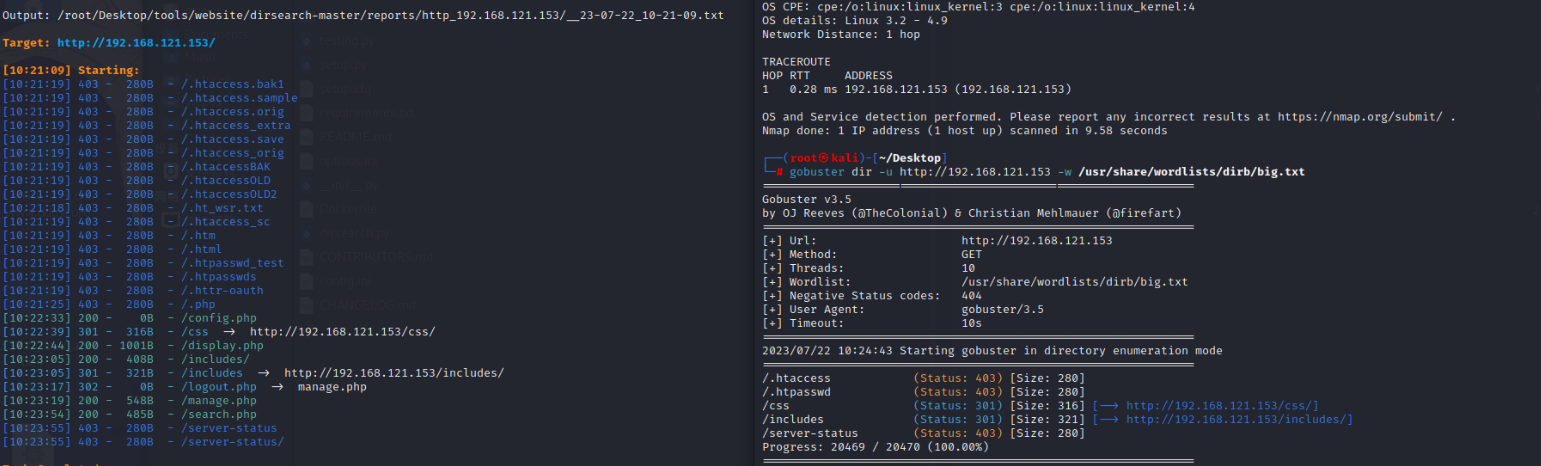 Output: /root/Desktop/tools/website/dirsearch-master/reports/http_192.168.121.153/__23-07-22_10-21-09.txt
Target: http://192.168.121.153/
[10:21:09] Starting:
[10:21:19] 403 -  280B  - /.htaccess.bak1
[10:21:19] 403 -  280B  - /.htaccess.sample
[10:21:19] 403 -  280B  - /.htaccess.orig
[10:21:19] 403 -  280B  - /.htaccess_extra
[10:21:19] 403 -  280B  - /.htaccess.save
[10:21:19] 403 -  280B  - /.htaccess_orig
[10:21:19] 403 -  280B  - /.htaccessBAK
[10:21:19] 403 -  280B  - /.htaccessOLD
[10:21:19] 403 -  280B  - /.htaccessOLD2
[10:21:18] 403 -  280B  - /.ht_wsr.txt
[10:21:19] 403 -  280B  - /.htaccess_sc
[10:21:19] 403 -  280B  - /.htm
[10:21:19] 403 -  280B  - /.html
[10:21:19] 403 -  280B  - /.htpasswd_test
[10:21:19] 403 -  280B  - /.htpasswds
[10:21:19] 403 -  280B  - /.httr-oauth
[10:21:25] 403 -  280B  - /.php
[10:22:33] 200 -    0B  - /config.php
[10:22:39] 301 -  316B  - /css  →  http://192.168.121.153/css/
[10:22:44] 200 - 1001B  - /display.php
[10:23:05] 200 -  408B  - /includes/
[10:23:05] 301 -  321B  - /includes  →  http://192.168.121.153/includes/
[10:23:17] 302 -    0B  - /logout.php  →  manage.php
[10:23:19] 200 -  548B  - /manage.php
[10:23:54] 200 -  485B  - /search.php
[10:23:55] 403 -  280B  - /server-status
[10:23:55] 403 -  280B  - /server-status/
OS CPE: cpe:/o:linux:linux_kernel:3 cpe:/o:linux:linux_kernel:4
OS details: Linux 3.2 - 4.9
Network Distance: 1 hop
TRACEROUTE
HOP RTT     ADDRESS
1   0.28 ms 192.168.121.153 (192.168.121.153)
OS and Service detection performed. Please report any incorrect results at https://nmap.org/submit/ .
Nmap done: 1 IP address (1 host up) scanned in 9.58 seconds
┌──(root㉿kali)-[~/Desktop]
└─# gobuster dir -u http://192.168.121.153 -w /usr/share/wordlists/dirb/big.txt
===============================================================
Gobuster v3.5
by OJ Reeves (@TheColonial) & Christian Mehlmauer (@firefart)
===============================================================
[+] Url:                     http://192.168.121.153
[+] Method:                  GET
[+] Threads:                 10
[+] Wordlist:                /usr/share/wordlists/dirb/big.txt
[+] Negative Status codes:   404
[+] User Agent:              gobuster/3.5
[+] Timeout:                 10s
===============================================================
2023/07/22 10:24:43 Starting gobuster in directory enumeration mode
===============================================================
/.htaccess            (Status: 403) [Size: 280]
/.htpasswd            (Status: 403) [Size: 280]
/css                  (Status: 301) [Size: 316] [--> http://192.168.121.153/css/]
/includes             (Status: 301) [Size: 321] [--> http://192.168.121.153/includes/]
/server-status        (Status: 403) [Size: 280]
Progress: 20469 / 20470 (100.00%)
===============================================================